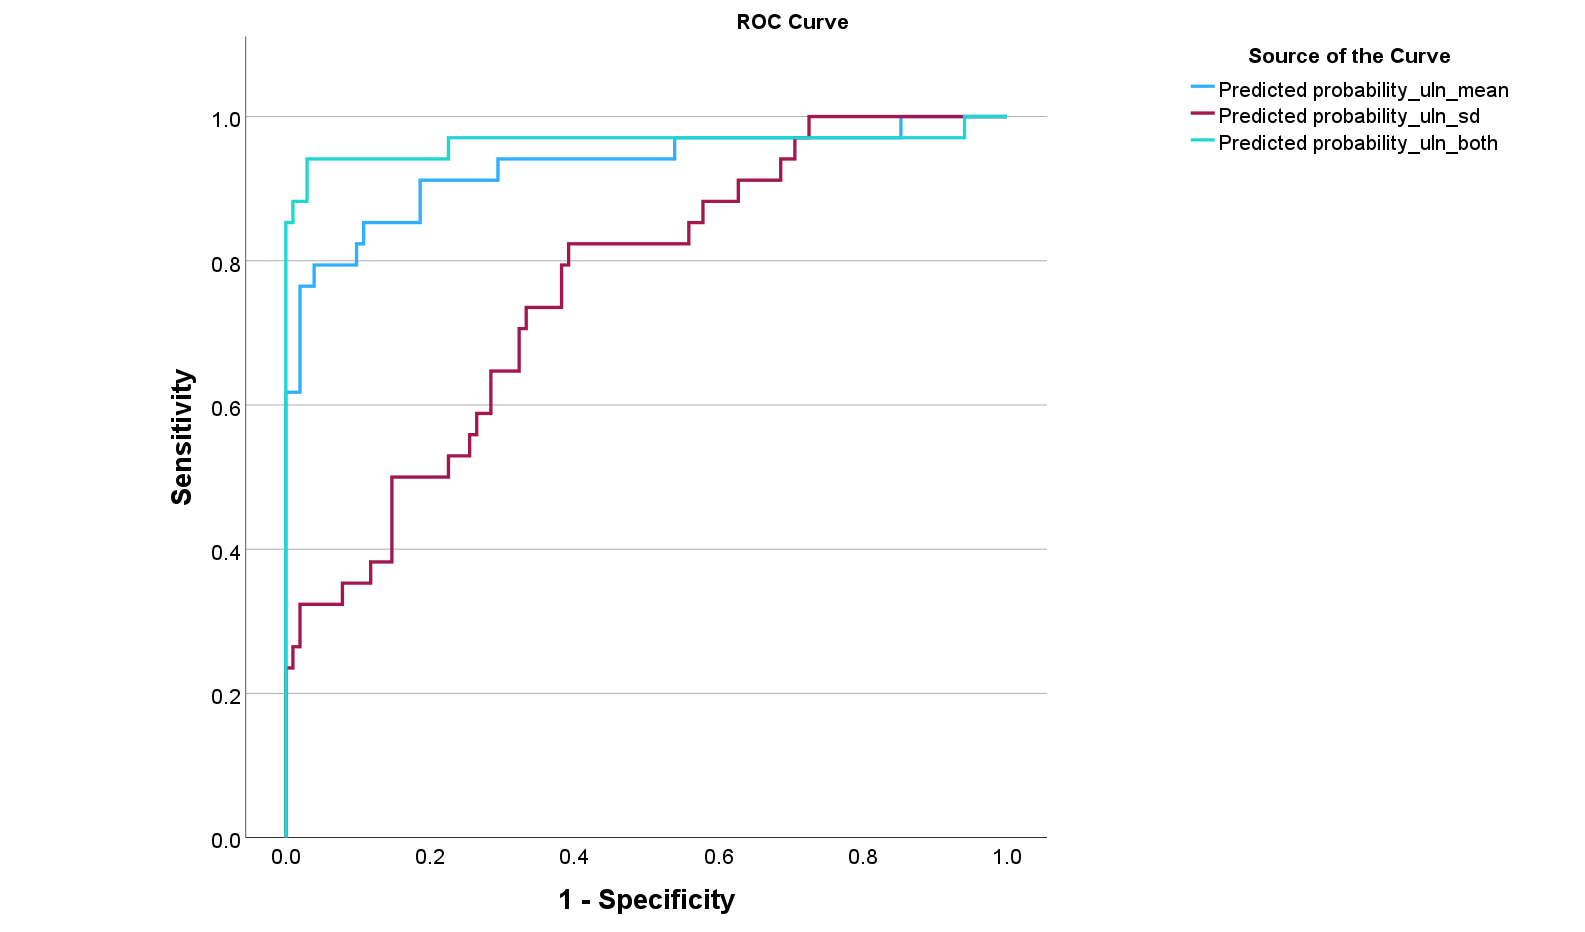 ROC Curve
Source of the Curve
Predicted probability_uln_mean
Predicted probability_uln_sd
Predicted probability_uln_both
1.0
0.8
0.6
0.4
0.2
0.0
Sensitivity
0.0 0.2 0.4 0.6 0.8 1.0
1 - Specificity